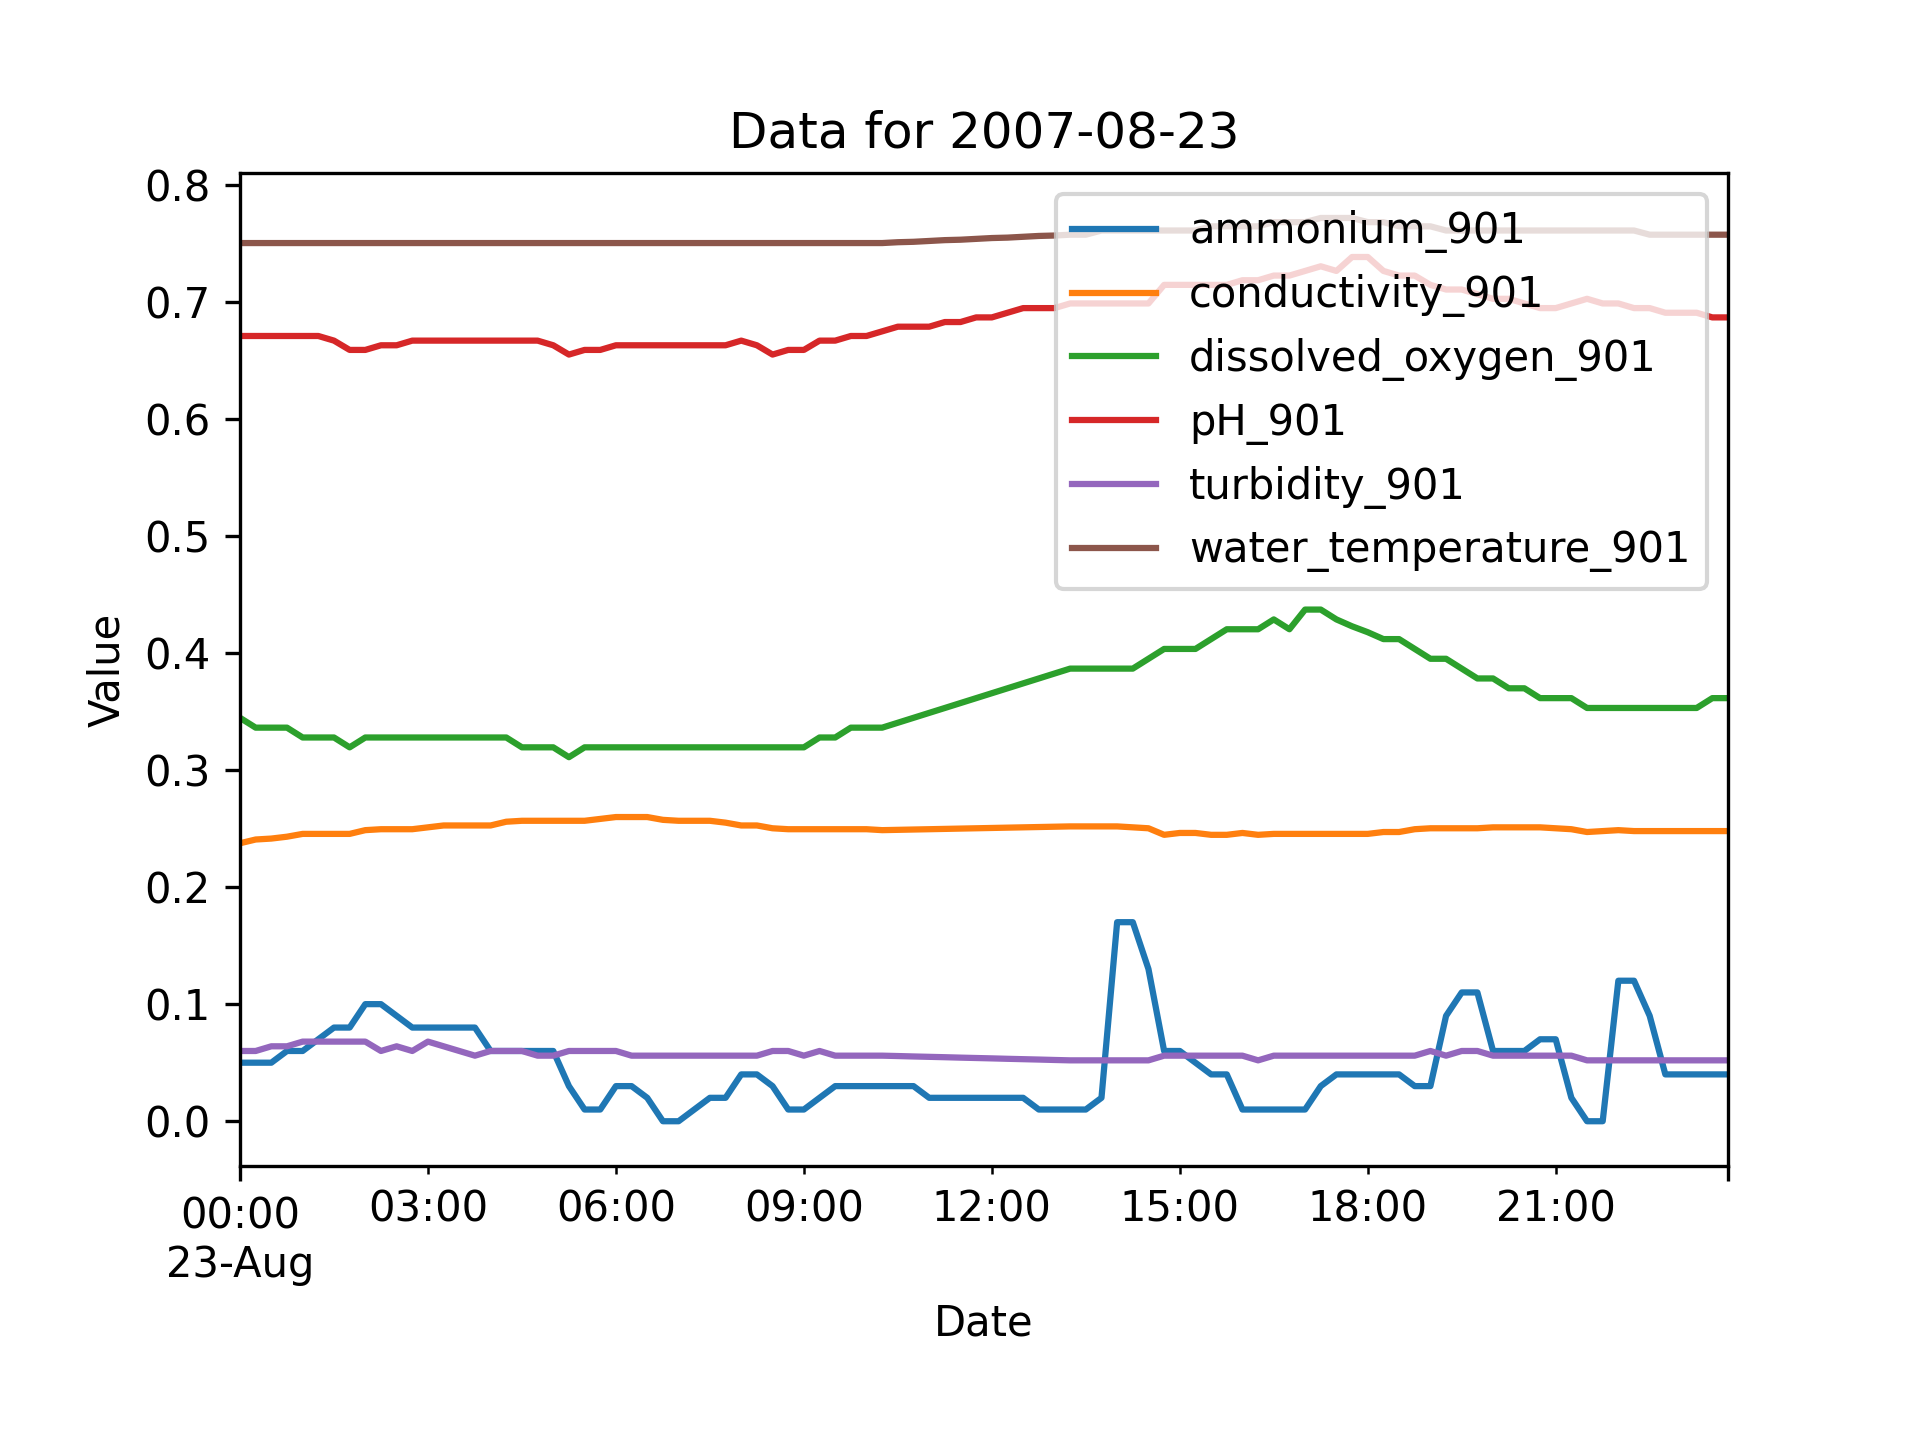 Data for 2007-08-23
0.8
0.7
0.6
0.5
0.4
0.3
0.2
0.1
0.0
Value
ammonium_901
conductivity_901
dissolved_oxygen_901
pH_901
turbidity_901
water_temperature_901
00:00 03:00 06:00 09:00 12:00 15:00 18:00 21:00
23-Aug
Date